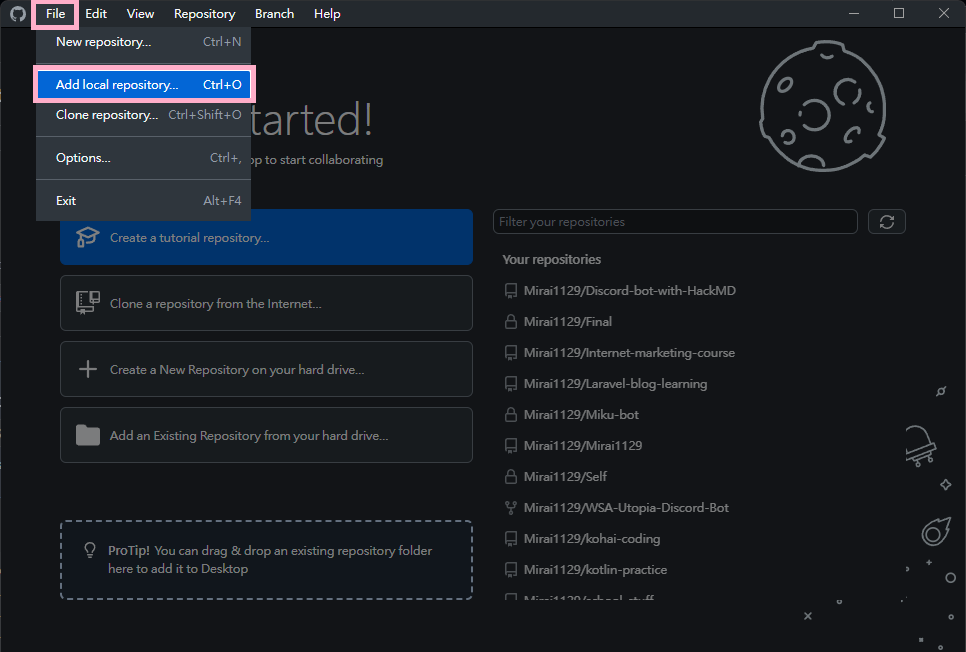 File Edit View Repository Branch Help
New repository... Ctrl+N
Add local repository... Ctrl+O
Clone repository... Ctrl+Shift+O
Options... Ctrl+,
Exit Alt+F4
tarted!
to start collaborating
Create a tutorial repository...
Clone a repository from the Internet...
Create a New Repository on your hard drive...
Add an Existing Repository from your hard drive...
ProTip! You can drag & drop an existing repository folder
here to add it to Desktop
Filter your repositories
Your repositories
Mirai1129/Discord-bot-with-HackMD
Mirai1129/Final
Mirai1129/Internet-marketing-course
Mirai1129/Laravel-blog-learning
Mirai1129/Miku-bot
Mirai1129/Mirai1129
Mirai1129/Self
Mirai1129/WSA-Utopia-Discord-Bot
Mirai1129/kohai-coding
Mirai1129/kotlin-practice